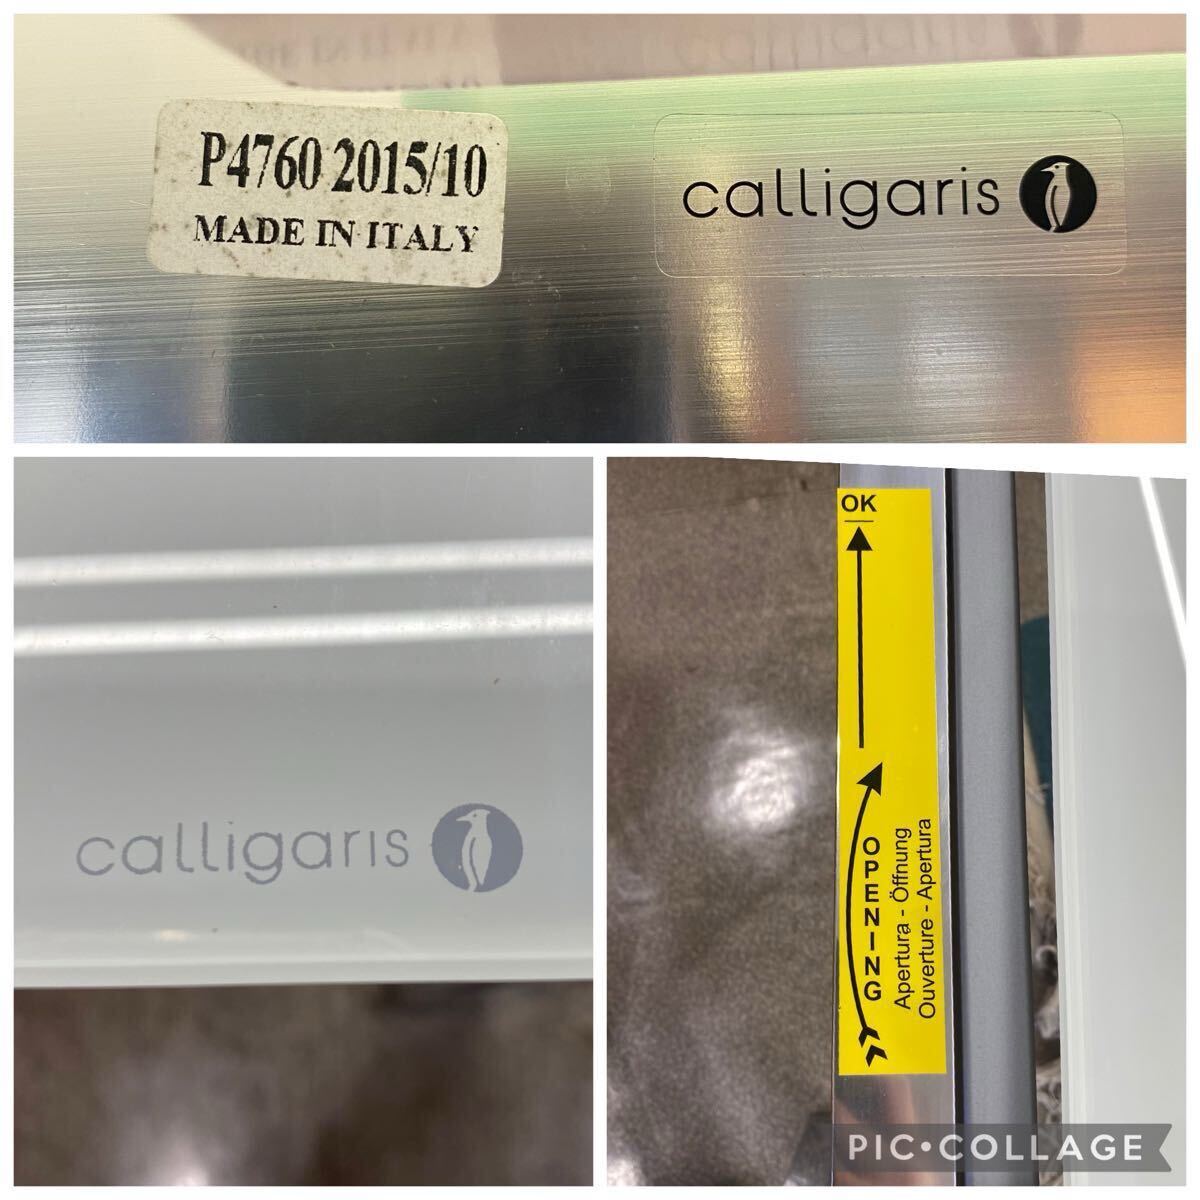 P4760 2015/10
MADE IN ITALY
calligaris
calligaris
OK
OPENING
Apertura - Öffnung
Ouverture - Apertura
PIC•COLLAGE